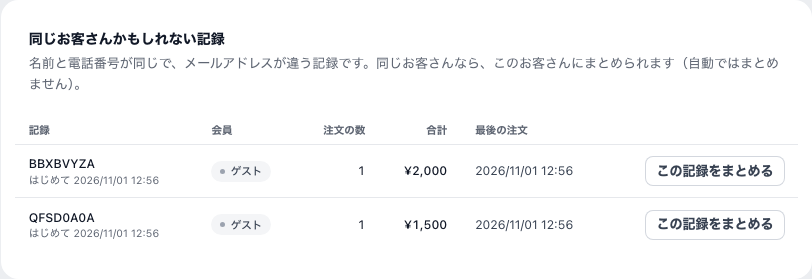 同じお客さんかもしれない記録
名前と電話番号が同じで、メールアドレスが違う記録です。同じお客さんなら、このお客さんにまとめられます（自動ではまとめ
ません）。
記録 会員 注文の数 合計 最後の注文
BBXBVYZA
はじめて 2026/11/01 12:56
ゲスト 1 ¥2,000 2026/11/01 12:56 この記録をまとめる
QFSD0A0A
はじめて 2026/11/01 12:56
ゲスト 1 ¥1,500 2026/11/01 12:56 この記録をまとめる